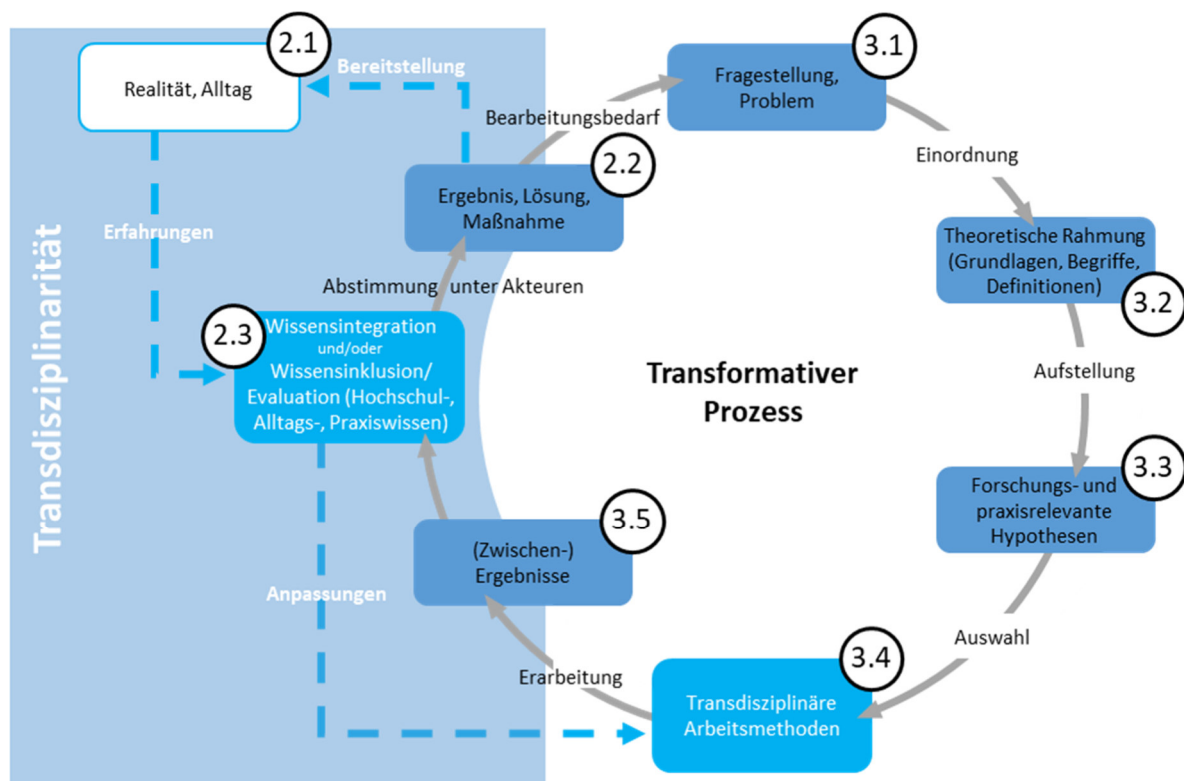 2.1
Realität, Alltag
Bereitstellung
3.1
Fragestellung,
Problem
Bearbeitungsbedarf
2.2
Ergebnis, Lösung,
Maßnahme
Einordnung
Theoretische Rahmung
(Grundlagen, Begriffe,
Definitionen)
3.2
Erfahrungen
Abstimmung unter Akteuren
2.3
Wissensintegration
und/oder
Wissensinklusion/
Evaluation (Hochschul-,
Alltags-, Praxiswissen)
Transdisziplinarität
Transformativer
Prozess
Aufstellung
3.3
Forschungs- und
praxisrelevante
Hypothesen
3.5
(Zwischen-)
Ergebnisse
Anpassungen
Auswahl
3.4
Erarbeitung
Transdisziplinäre
Arbeitsmethoden